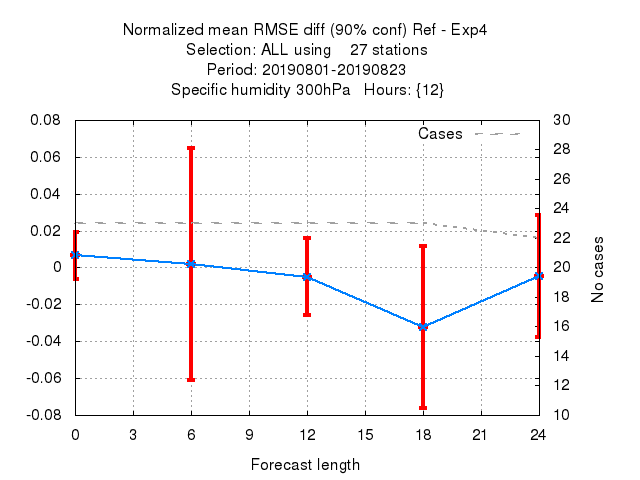 Normalized mean RMSE diff (90% conf) Ref - Exp4
Selection: ALL using    27 stations
Period: 20190801-20190823
Specific humidity 300hPa   Hours: {12}
Cases
0.08
0.06
0.04
0.02
0
-0.02
-0.04
-0.06
-0.08
30
28
26
24
22
20
18
16
14
12
10
No cases
0 3 6 9 12 15 18 21 24
Forecast length